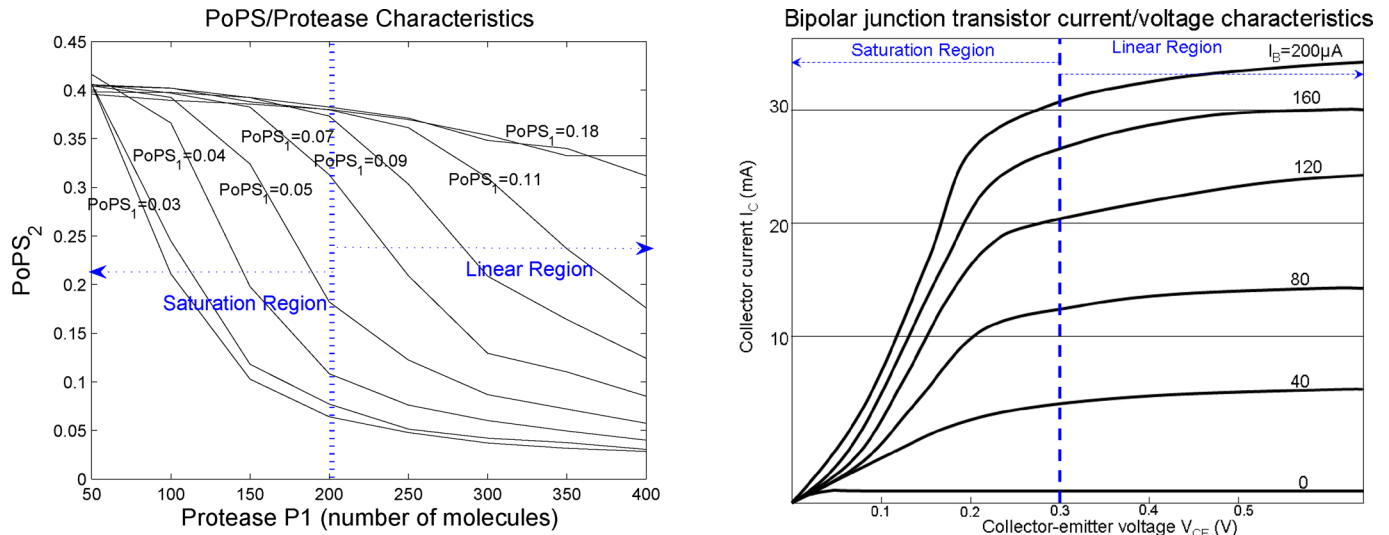 PoPS/Protease Characteristics
0.45
0.4
0.35
0.3
0.25
0.2
0.15
0.1
0.05
0
PoPS₂
PoPS₁=0.18
PoPS₁=0.07
PoPS₁=0.09
PoPS₁=0.04
PoPS₁=0.11
PoPS₁=0.05
PoPS₁=0.03
Linear Region
Saturation Region
50 100 150 200 250 300 350 400
Protease P1 (number of molecules)
Bipolar junction transistor current/voltage characteristics
Saturation Region Linear Region I_B=200μA
30
20
10
Collector current I_C (mA)
160
120
80
40
0
0.1 0.2 0.3 0.4 0.5
Collector-emitter voltage V_CE (V)